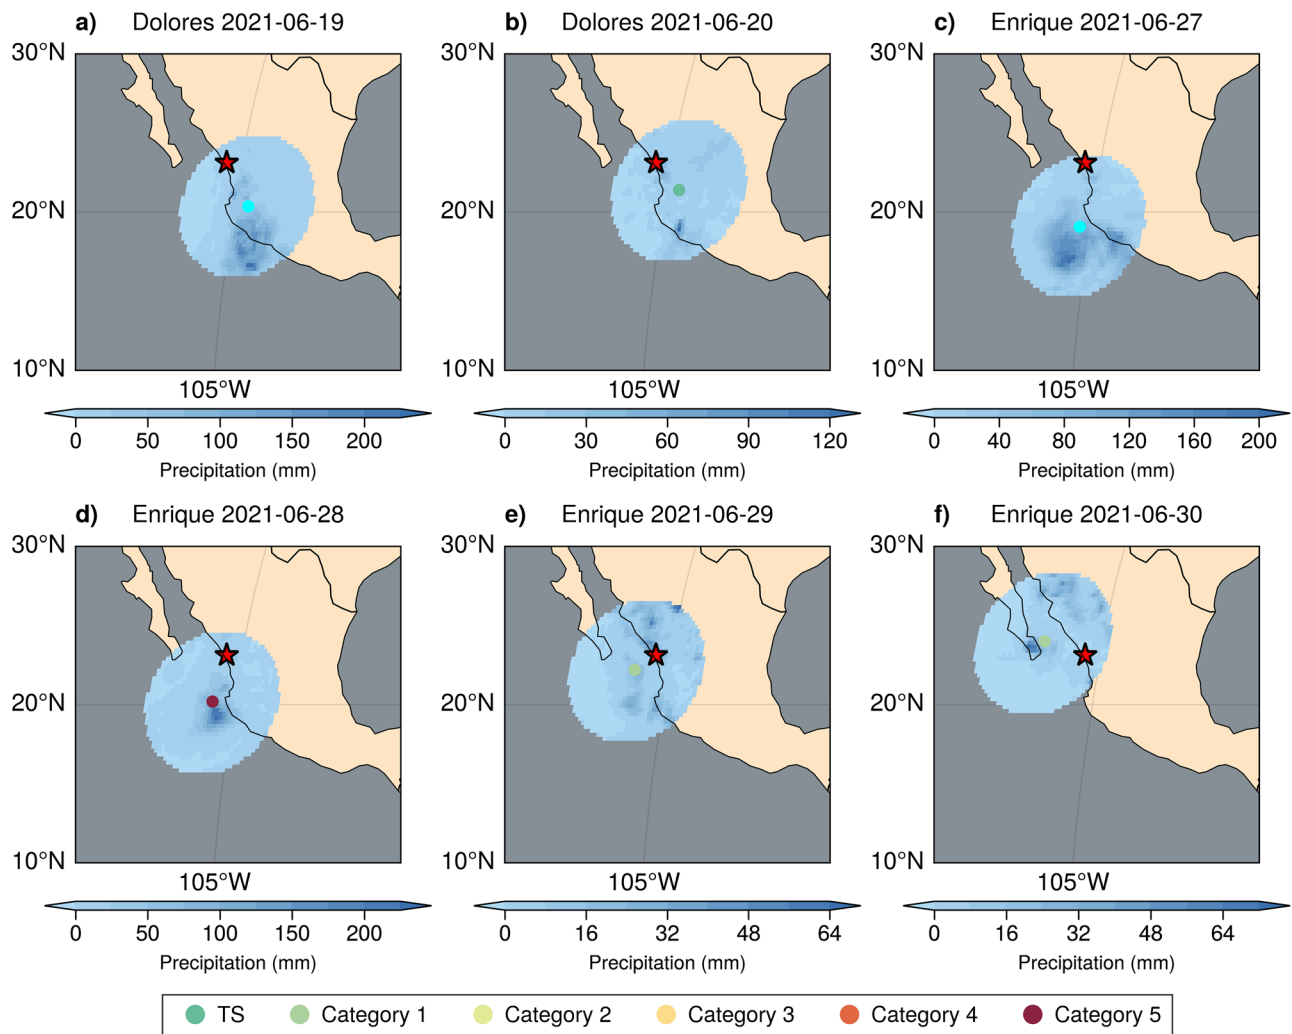 a) Dolores 2021-06-19
b) Dolores 2021-06-20
c) Enrique 2021-06-27
30°N 30°N 30°N
20°N 20°N 20°N
10°N 10°N 10°N
105°W 105°W 105°W
0 50 100 150 200
0 30 60 90 120
0 40 80 120 160 200
Precipitation (mm) Precipitation (mm) Precipitation (mm)
d) Enrique 2021-06-28
e) Enrique 2021-06-29
f) Enrique 2021-06-30
30°N 30°N 30°N
20°N 20°N 20°N
10°N 10°N 10°N
105°W 105°W 105°W
0 50 100 150 200
0 16 32 48 64
0 16 32 48 64
Precipitation (mm) Precipitation (mm) Precipitation (mm)
TS Category 1 Category 2 Category 3 Category 4 Category 5